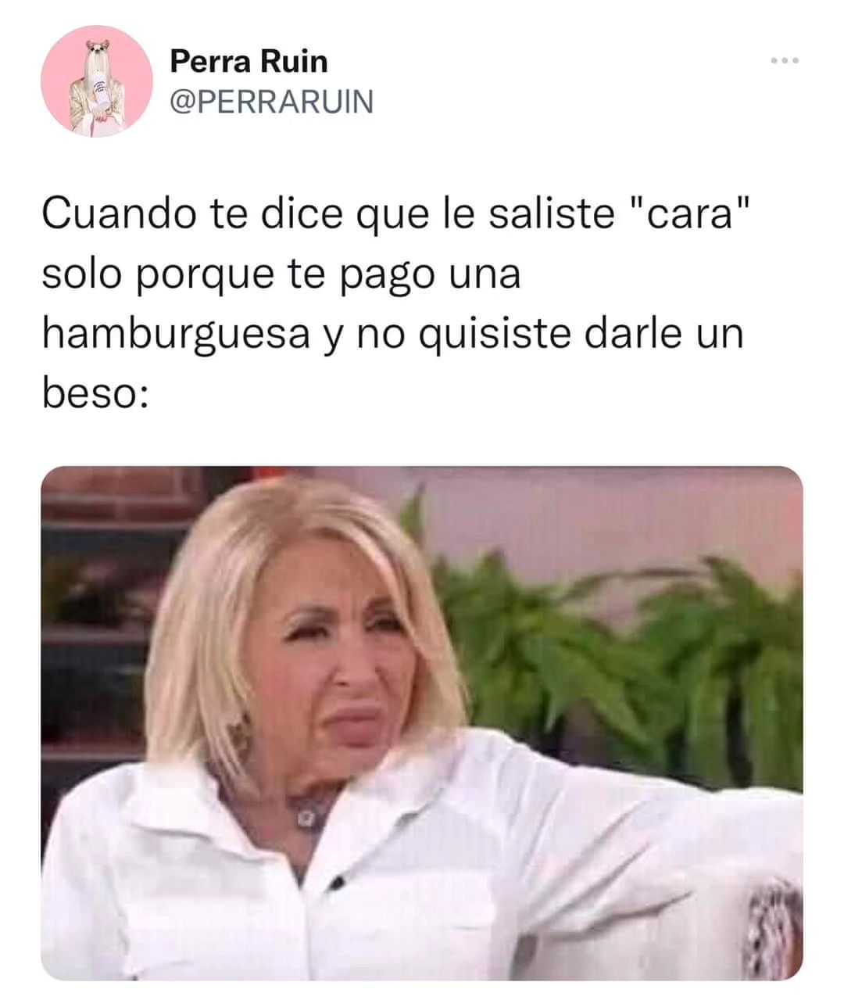 Perra Ruin
@PERRARUIN
Cuando te dice que le saliste "cara"
solo porque te pago una
hamburguesa y no quisiste darle un
beso: